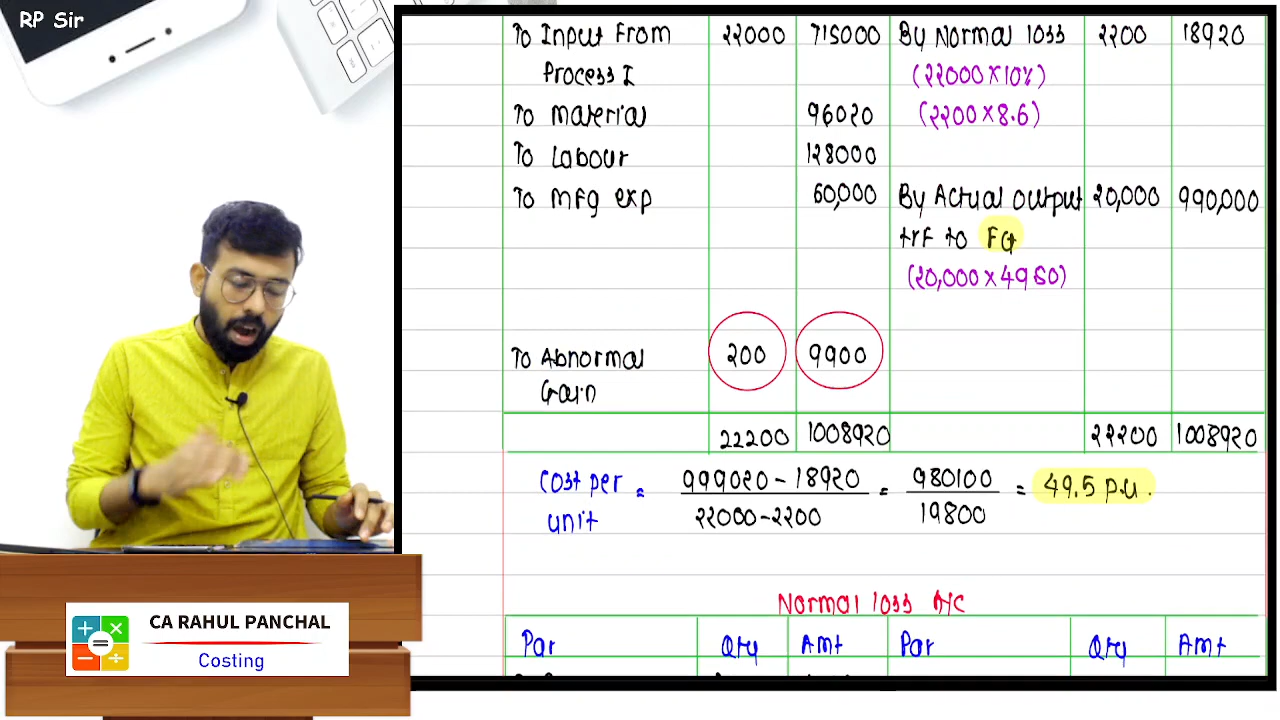 RP Sir
To Input From 22000 715000 By Normal loss 2200 18920
Process I (22000 × 10%)
To Material 96020 (2200 × 8.6)
To Labour 128000
To Mfg exp 60,000 By Actual output 20,000 990,000
trf to FG
(20,000 × 49.50)
To Abnormal 200 9900
Gain
22200 1008920 22200 1008920
Cost per = 999020 - 18920 = 980100 = 49.5 p.u.
unit 22000 - 2200 19800
Normal loss A/C
Par Qty Amt Par Qty Amt
CA RAHUL PANCHAL
Costing